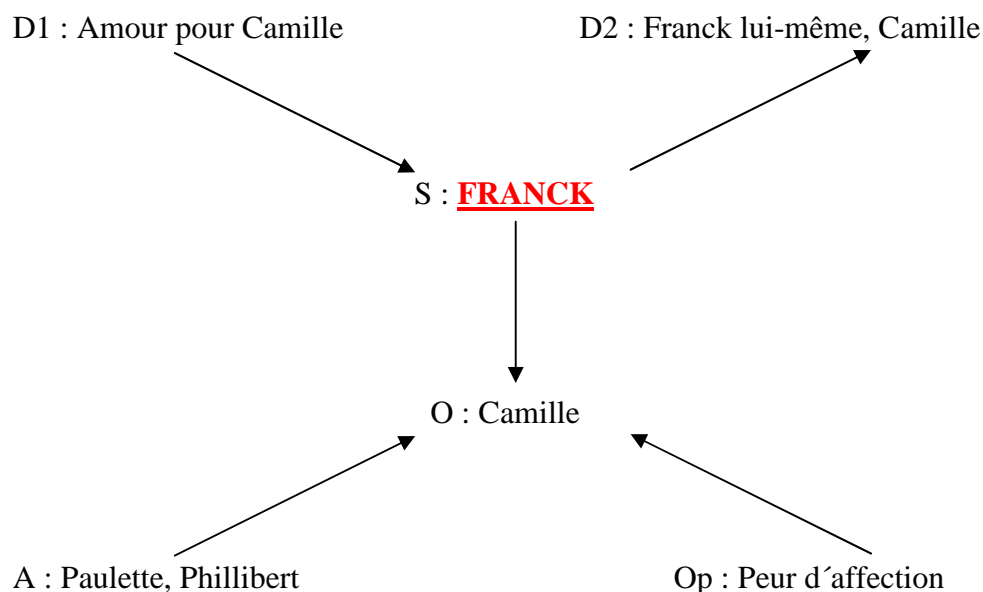 D1 : Amour pour Camille
D2 : Franck lui-même, Camille
S : FRANCK
O : Camille
A : Paulette, Phillibert
Op : Peur d´affection